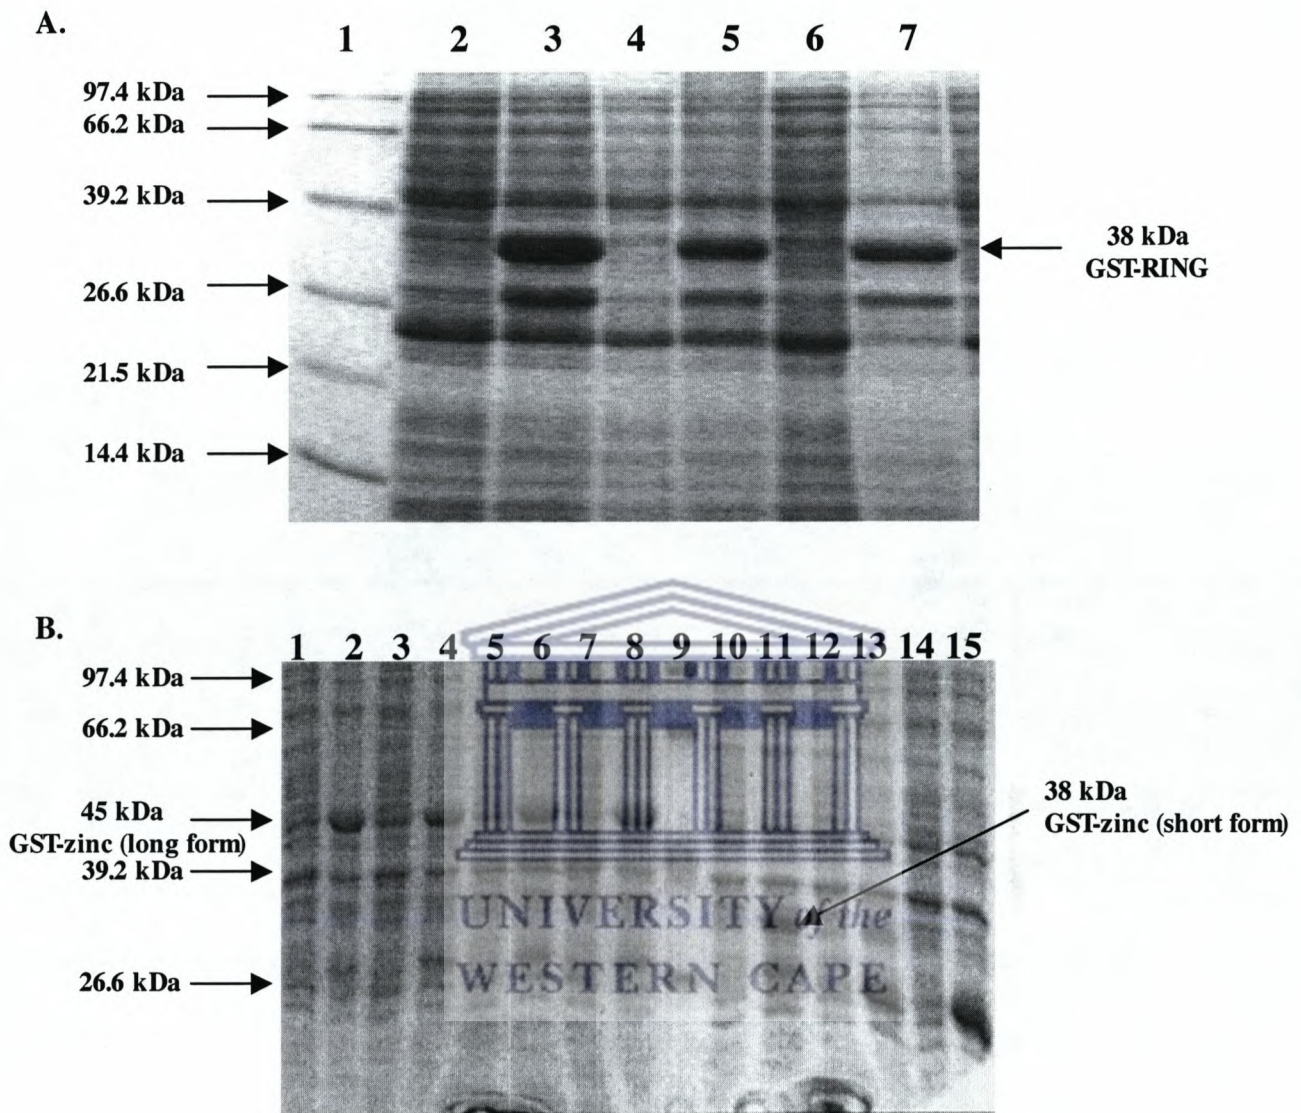 A.
1 2 3 4 5 6 7
97.4 kDa
66.2 kDa
39.2 kDa
26.6 kDa
21.5 kDa
14.4 kDa
38 kDa
GST-RING
B.
1 2 3 4 5 6 7 8 9 10 11 12 13 14 15
97.4 kDa
66.2 kDa
45 kDa
GST-zinc (long form)
39.2 kDa
26.6 kDa
38 kDa
GST-zinc (short form)
UNIVERSITY of the
WESTERN CAPE